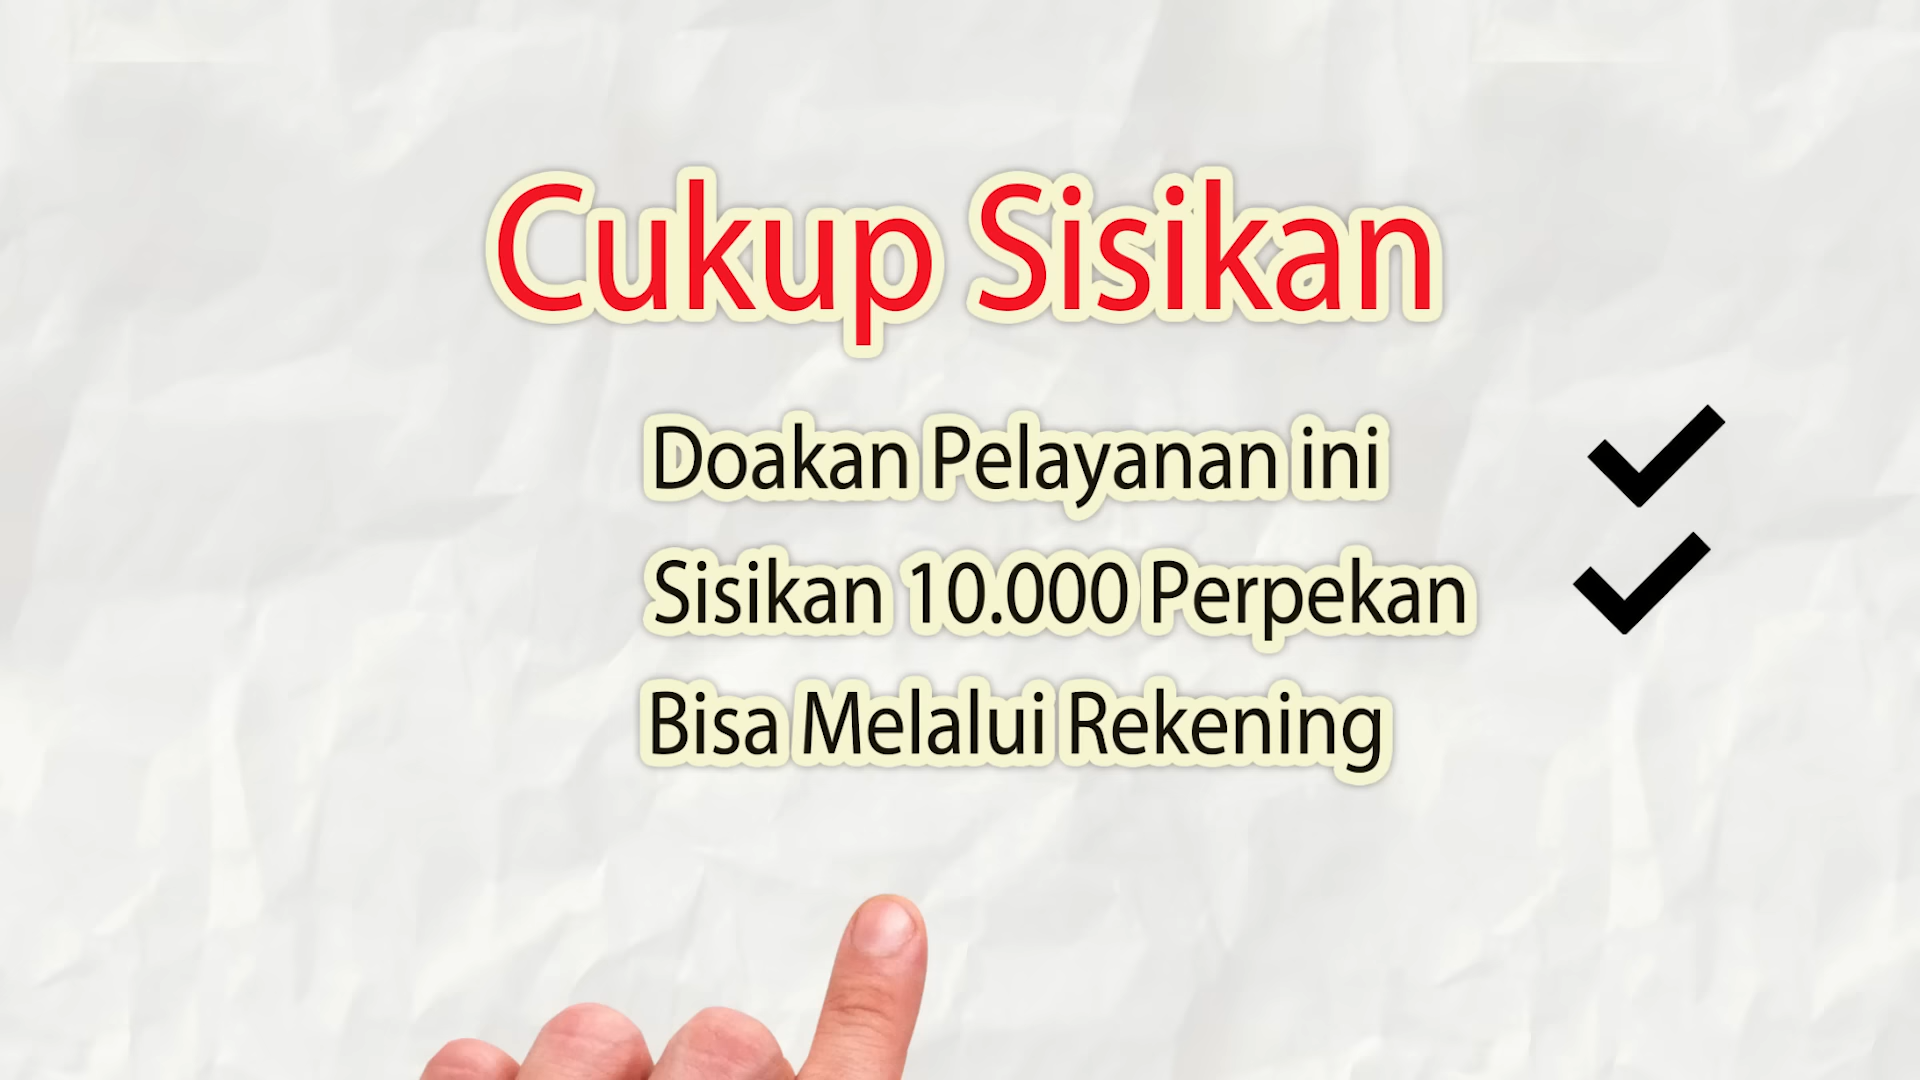 Cukup Sisikan
Doakan Pelayanan ini
Sisikan 10.000 Perpekan
Bisa Melalui Rekening